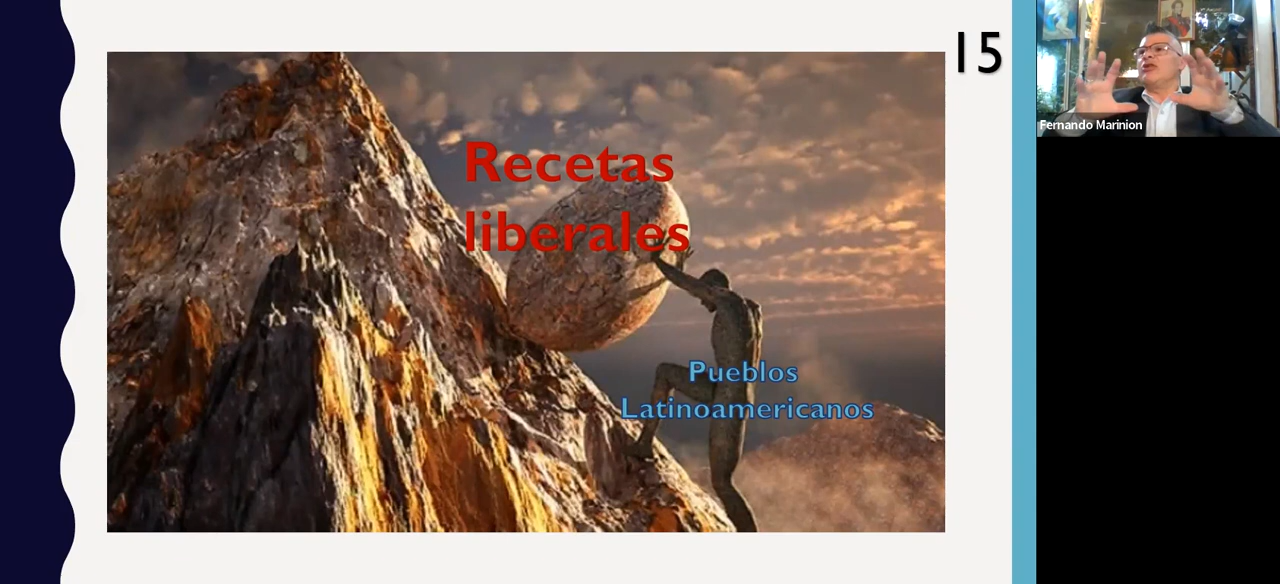 15
Recetas
liberales
Pueblos
Latinoamericanos
Fernando Marinion